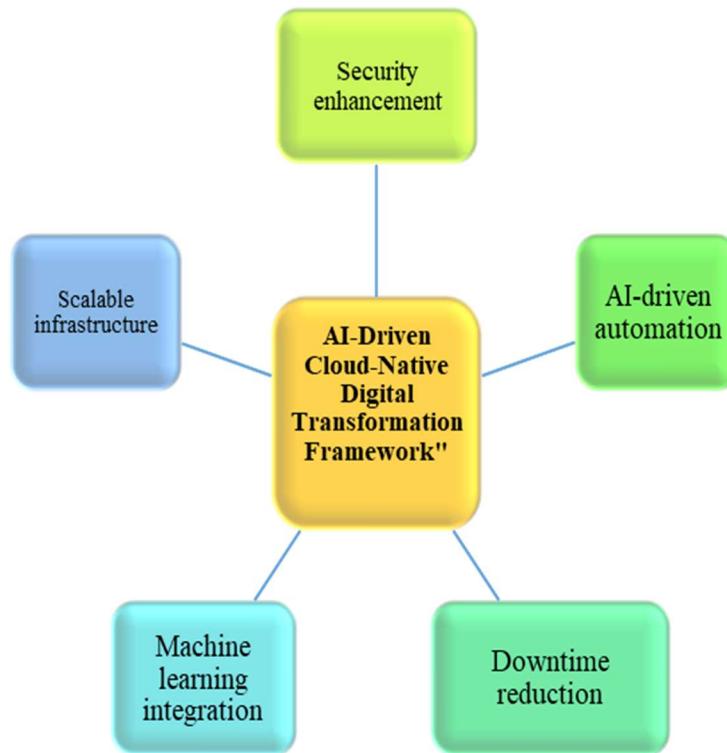 Security
enhancement
Scalable
infrastructure
AI-driven
automation
AI-Driven
Cloud-Native
Digital
Transformation
Framework"
Machine
learning
integration
Downtime
reduction